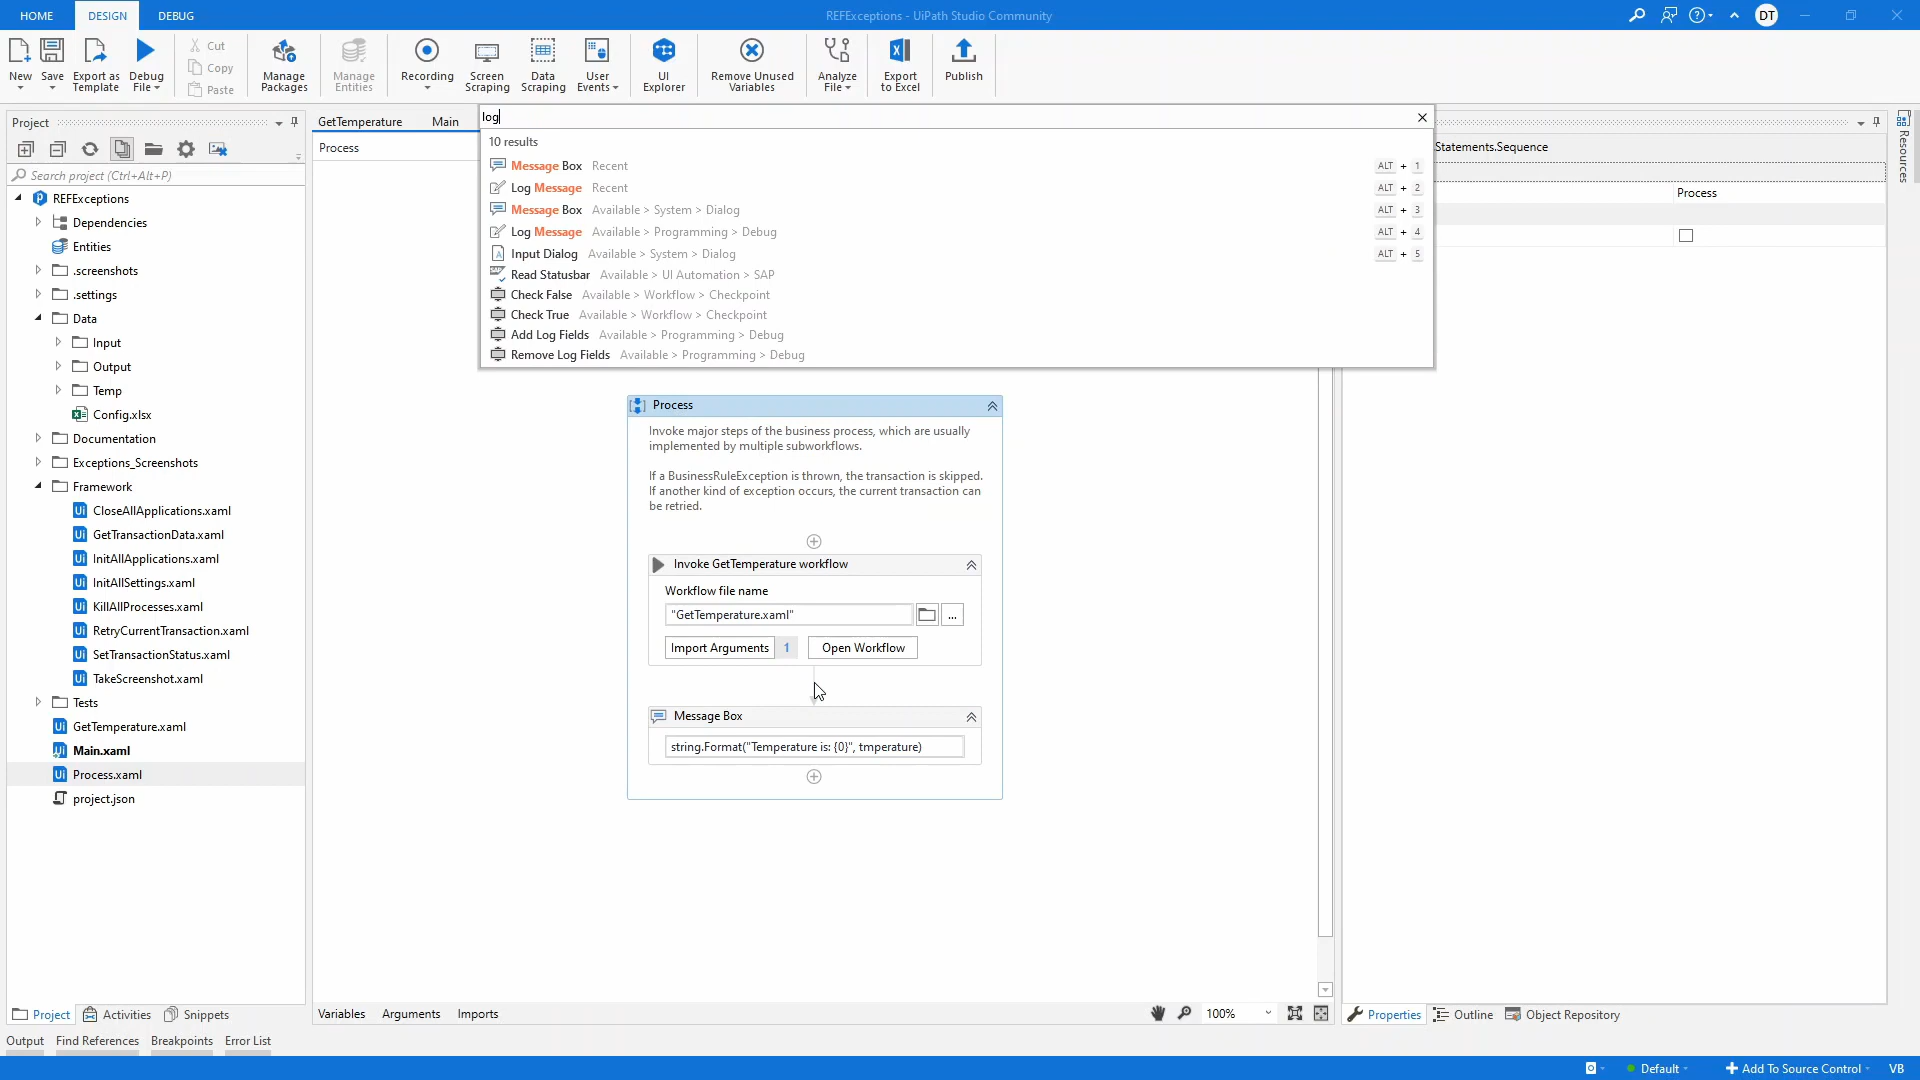 HOME DESIGN DEBUG REFExceptions - UiPath Studio Community DT
New Save Export as Template Debug File Cut Copy Paste Manage Packages Manage Entities Recording Screen Scraping Data Scraping User Events UI Explorer Remove Unused Variables Analyze File Export to Excel Publish
Project
Search project (Ctrl+Alt+P)
REFExceptions
Dependencies
Entities
.screenshots
.settings
Data
Input
Output
Temp
Config.xlsx
Documentation
Exceptions_Screenshots
Framework
CloseAllApplications.xaml
GetTransactionData.xaml
InitAllApplications.xaml
InitAllSettings.xaml
KillAllProcesses.xaml
RetryCurrentTransaction.xaml
SetTransactionStatus.xaml
TakeScreenshot.xaml
Tests
GetTemperature.xaml
Main.xaml
Process.xaml
project.json
Project Activities Snippets
GetTemperature Main
Process
log
10 results
Message Box Recent ALT + 1
Log Message Recent ALT + 2
Message Box Available > System > Dialog ALT + 3
Log Message Available > Programming > Debug ALT + 4
Input Dialog Available > System > Dialog ALT + 5
Read Statusbar Available > UI Automation > SAP
Check False Available > Workflow > Checkpoint
Check True Available > Workflow > Checkpoint
Add Log Fields Available > Programming > Debug
Remove Log Fields Available > Programming > Debug
Process
Invoke major steps of the business process, which are usually
implemented by multiple subworkflows.
If a BusinessRuleException is thrown, the transaction is skipped.
If another kind of exception occurs, the current transaction can
be retried.
Invoke GetTemperature workflow
Workflow file name
"GetTemperature.xaml" ...
Import Arguments 1 Open Workflow
Message Box
string.Format("Temperature is: {0}", tmperature)
Variables Arguments Imports 100%
Statements.Sequence
Process
Resources
Properties Outline Object Repository
Output Find References Breakpoints Error List
Default Add To Source Control VB